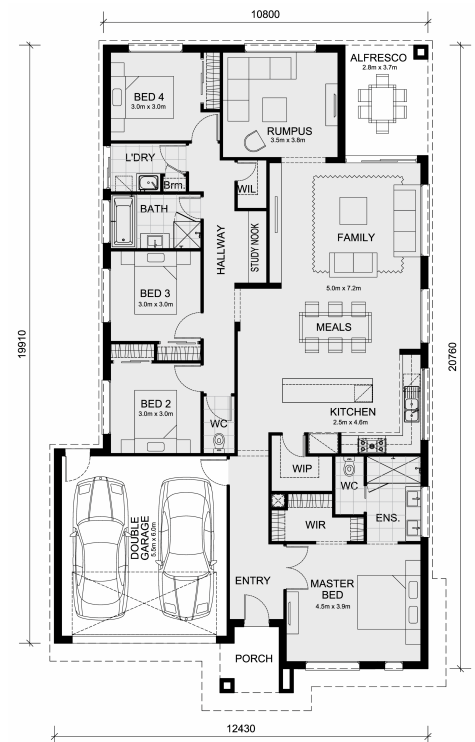 10800
ALFRESCO
2.8m x 3.7m
BED 4
3.0m x 3.0m
RUMPUS
3.5m x 3.8m
L'DRY
Brm.
WIL
BATH
HALLWAY
STUDY NOOK
FAMILY
5.0m x 7.2m
BED 3
3.0m x 3.0m
MEALS
19910
20760
BED 2
3.0m x 3.0m
WC
KITCHEN
2.5m x 4.6m
WIP
WC
ENS.
WIR
DOUBLE
GARAGE
5.5m x 6.0m
ENTRY
MASTER
BED
4.5m x 3.9m
PORCH
12430